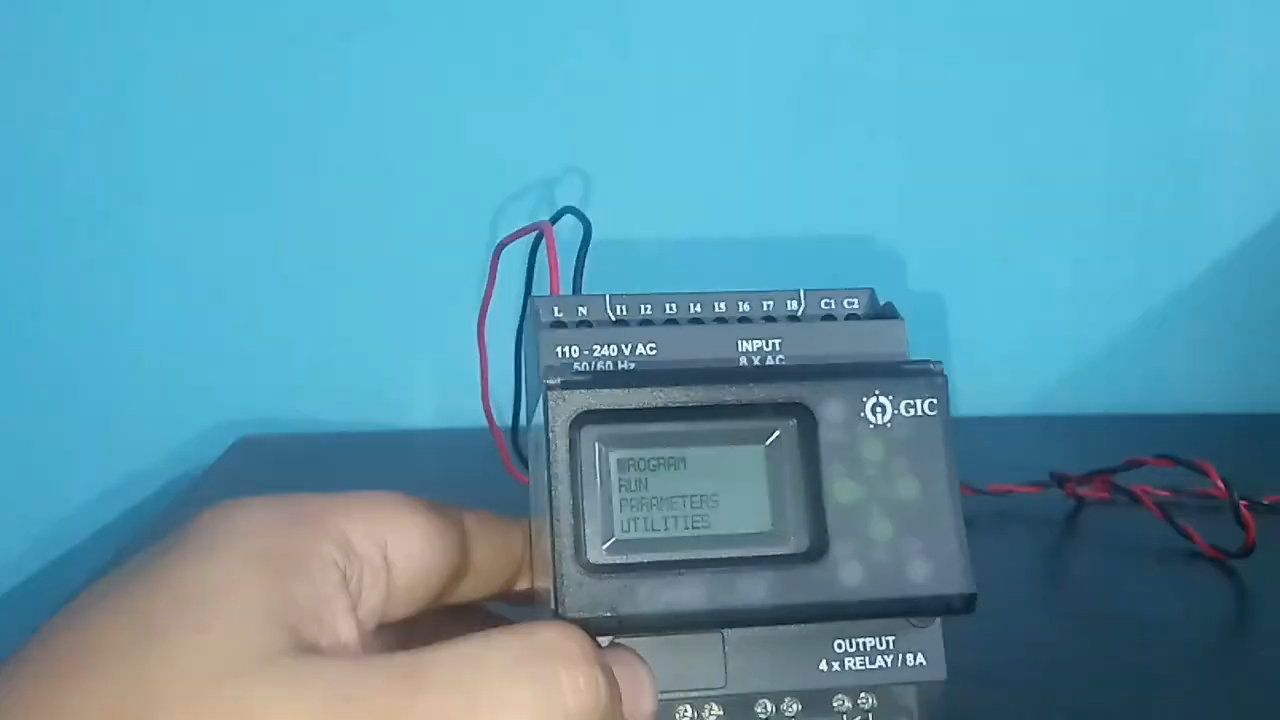 L N I1 I2 I3 I4 I5 I6 I7 I8 C1 C2
110 - 240 V AC INPUT
50/60 Hz 8 X AC
GIC
PROGRAM
RUN
PARAMETERS
UTILITIES
OUTPUT
4 x RELAY / 8A